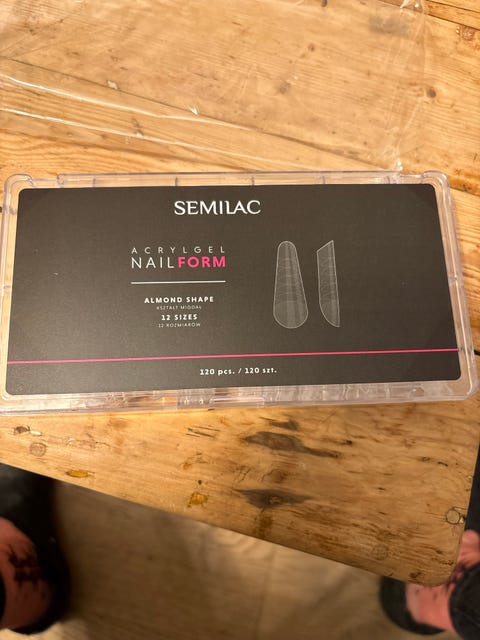 SEMILAC
ACRYLGEL
NAILFORM
ALMOND SHAPE
KSZTAŁT MIGDAŁ
12 SIZES
12 ROZMIARÓW
120 pcs. / 120 szt.